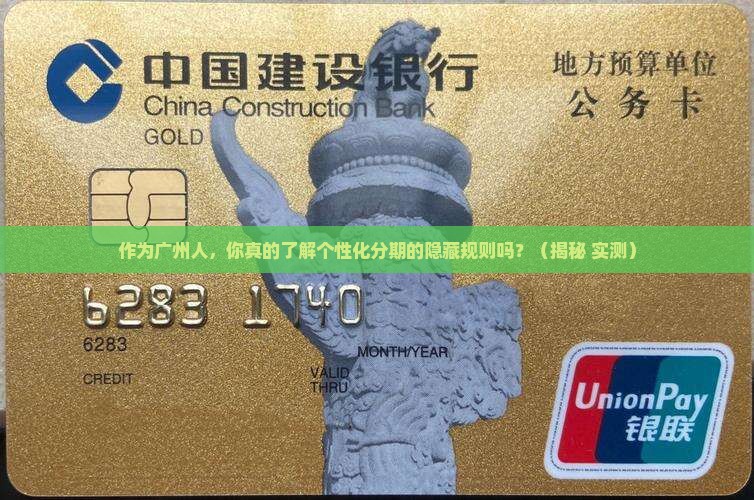 中国建设银行
China Construction Bank
GOLD
地方预算单位
公务卡
作为广州人，你真的了解个性化分期的隐藏规则吗？（揭秘 实测）
6283 1740
6283
MONTH/YEAR
CREDIT
VALID
THRU
UnionPay
银联